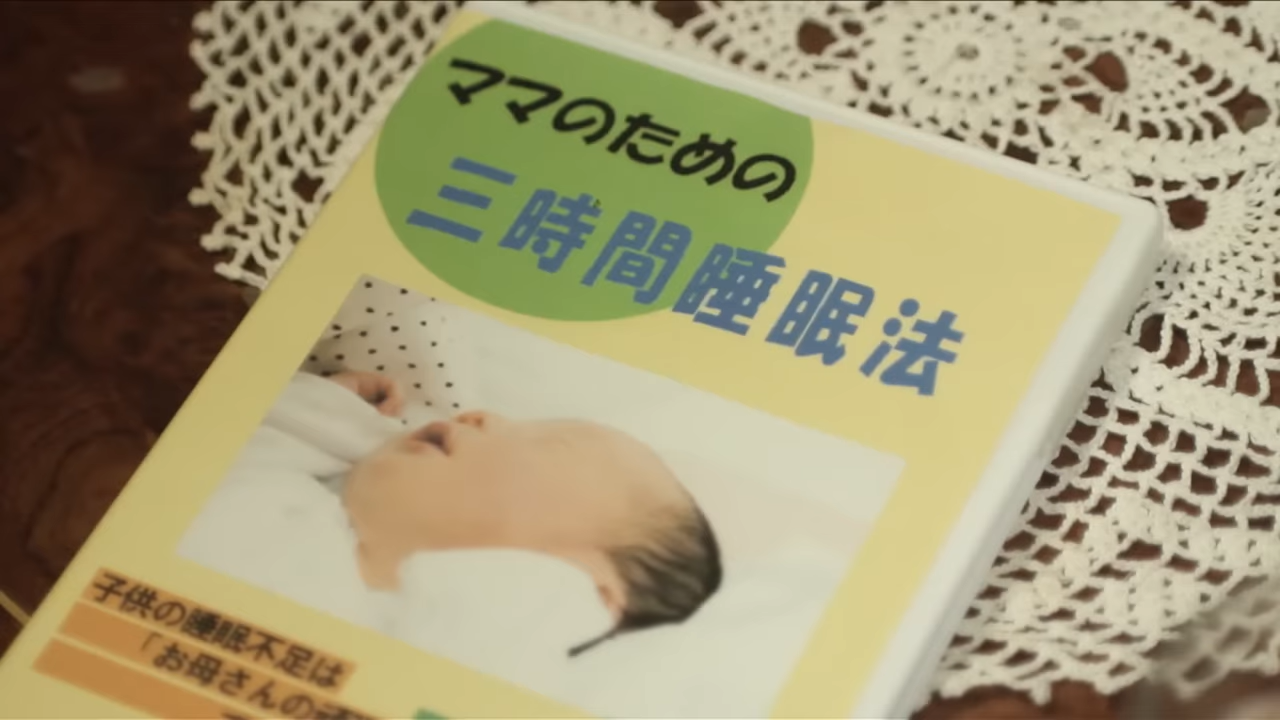 ママのための
三時間睡眠法
子供の睡眠不足は
「お母さんの